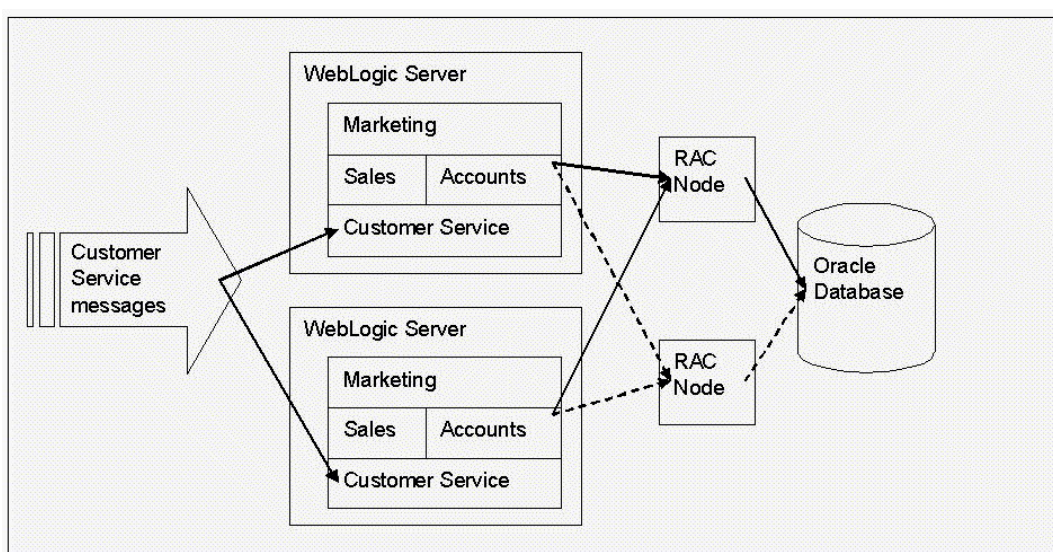 Customer
Service
messages
WebLogic Server
Marketing
Sales
Accounts
Customer Service
WebLogic Server
Marketing
Sales
Accounts
Customer Service
RAC
Node
RAC
Node
Oracle
Database